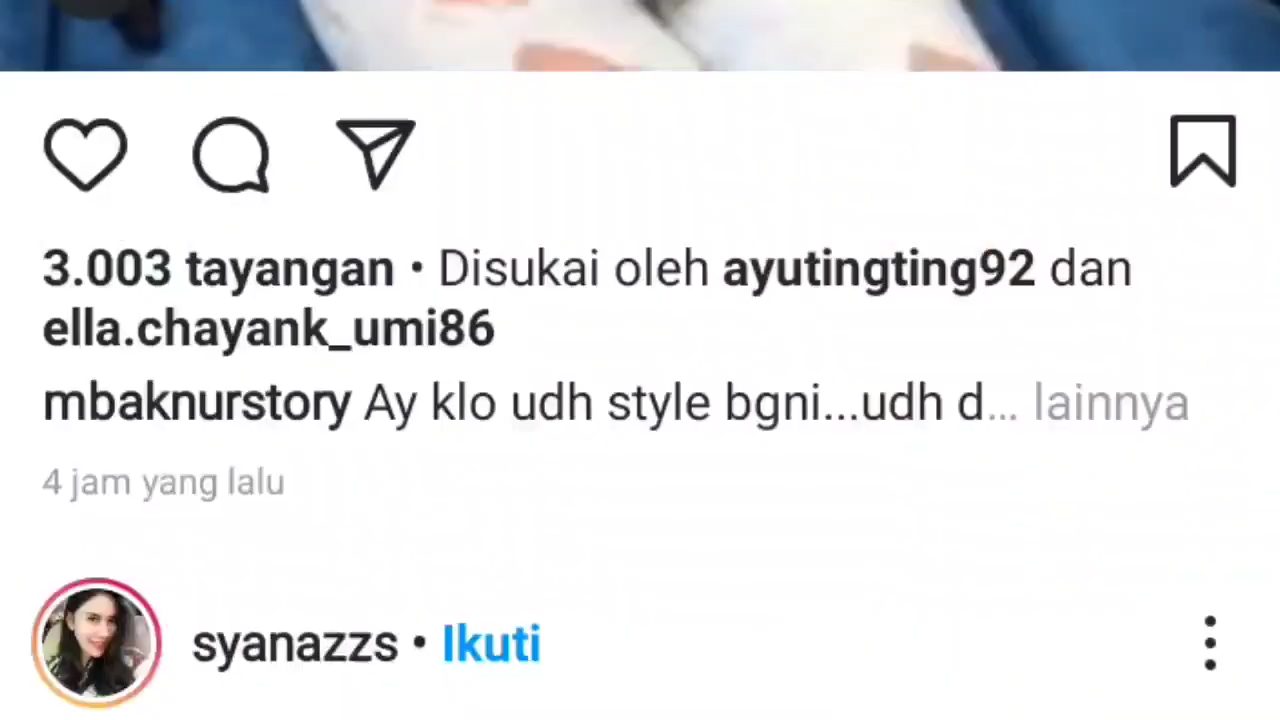 3.003 tayangan • Disukai oleh ayutingting92 dan
ella.chayank_umi86
mbaknurstory Ay klo udh style bgni...udh d... lainnya
4 jam yang lalu
syanazzs • Ikuti